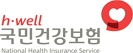 h·well
국민건강보험
National Health Insurance Service